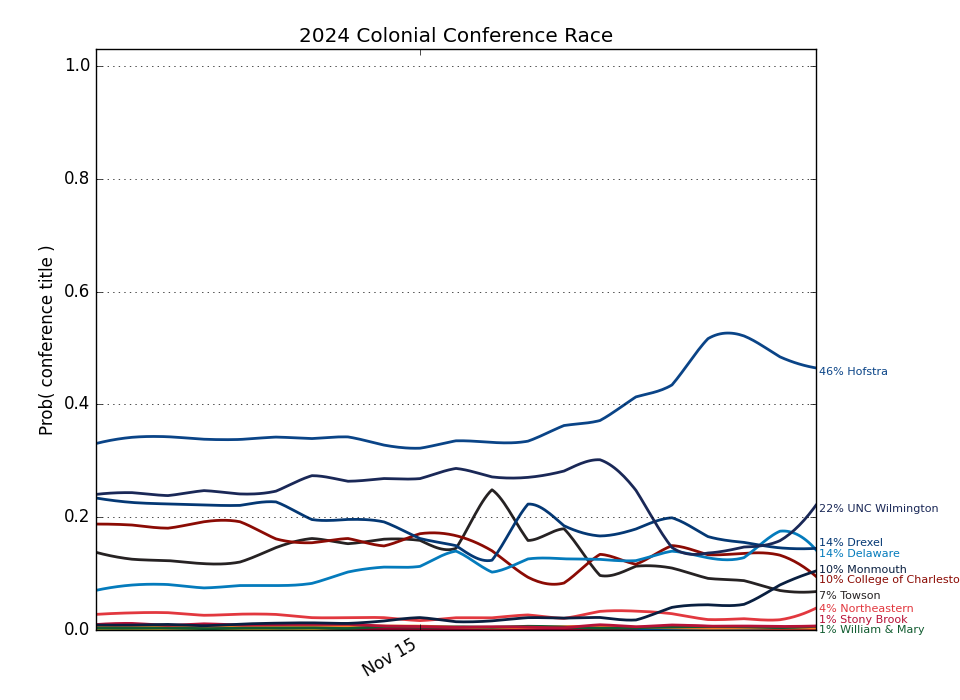 2024 Colonial Conference Race
Prob( conference title )
1.0
0.8
0.6
0.4
0.2
0.0
Nov 15
46% Hofstra
22% UNC Wilmington
14% Drexel
14% Delaware
10% Monmouth
10% College of Charlesto
7% Towson
4% Northeastern
1% Stony Brook
1% William & Mary